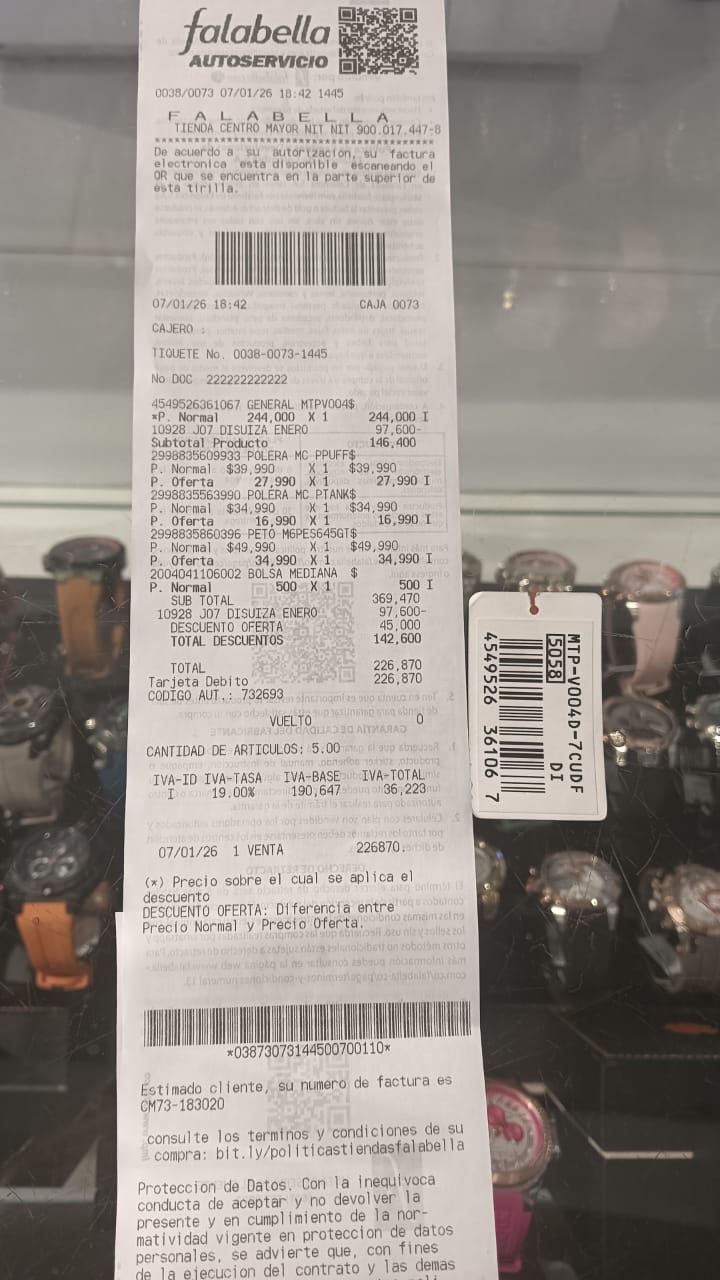 falabella
AUTOSERVICIO
0038/0073 07/01/26 18:42 1445
F A L A B E L L A
TIENDA CENTRO MAYOR NIT NIT 900.017.447-8
****************************************
De acuerdo a su autorizacion, su factura
electronica esta disponible escaneando el
QR que se encuentra en la parte superior de
esta tirilla.
07/01/26 18:42 CAJA 0073
CAJERO :
TIQUETE No. 0038-0073-1445
No DOC 222222222222
4549526361067 GENERAL MTPV004$
*P. Normal 244,000 X 1 244,000 I
10928 J07 DISUIZA ENERO 97,600-
Subtotal Producto 146,400
2998835609933 POLERA MC PPUFF$
P. Normal $39,990 X 1 $39,990
P. Oferta 27,990 X 1 27,990 I
2998835563990 POLERA MC PTANK$
P. Normal $34,990 X 1 $34,990
P. Oferta 16,990 X 1 16,990 I
2998835860396 PETO M6PES645GT$
P. Normal $49,990 X 1 $49,990
P. Oferta 34,990 X 1 34,990 I
2004041106002 BOLSA MEDIANA $
P. Normal 500 X 1 500 I
SUB TOTAL 369,470
10928 J07 DISUIZA ENERO 97,600-
DESCUENTO OFERTA 45,000
TOTAL DESCUENTOS 142,600
TOTAL 226,870
Tarjeta Debito 226,870
CODIGO AUT.: 732693
VUELTO 0
CANTIDAD DE ARTICULOS: 5.00
IVA-ID IVA-TASA IVA-BASE IVA-TOTAL
I 19.00% 190,647 36,223
07/01/26 1 VENTA 226870.
(*) Precio sobre el cual se aplica el
descuento
DESCUENTO OFERTA: Diferencia entre
Precio Normal y Precio Oferta.
*03873073144500700110*
Estimado cliente, su numero de factura es
CM73-183020
consulte los terminos y condiciones de su
compra: bit.ly/politicastiendasfalabella
Proteccion de Datos. Con la inequivoca
conducta de aceptar y no devolver la
presente y en cumplimiento de la nor-
matividad vigente en proteccion de datos
personales, se advierte que, con fines
de la ejecucion del contrato y las demas
MTP-V004D-7CUDF
5058 DI
4549526 36106 7